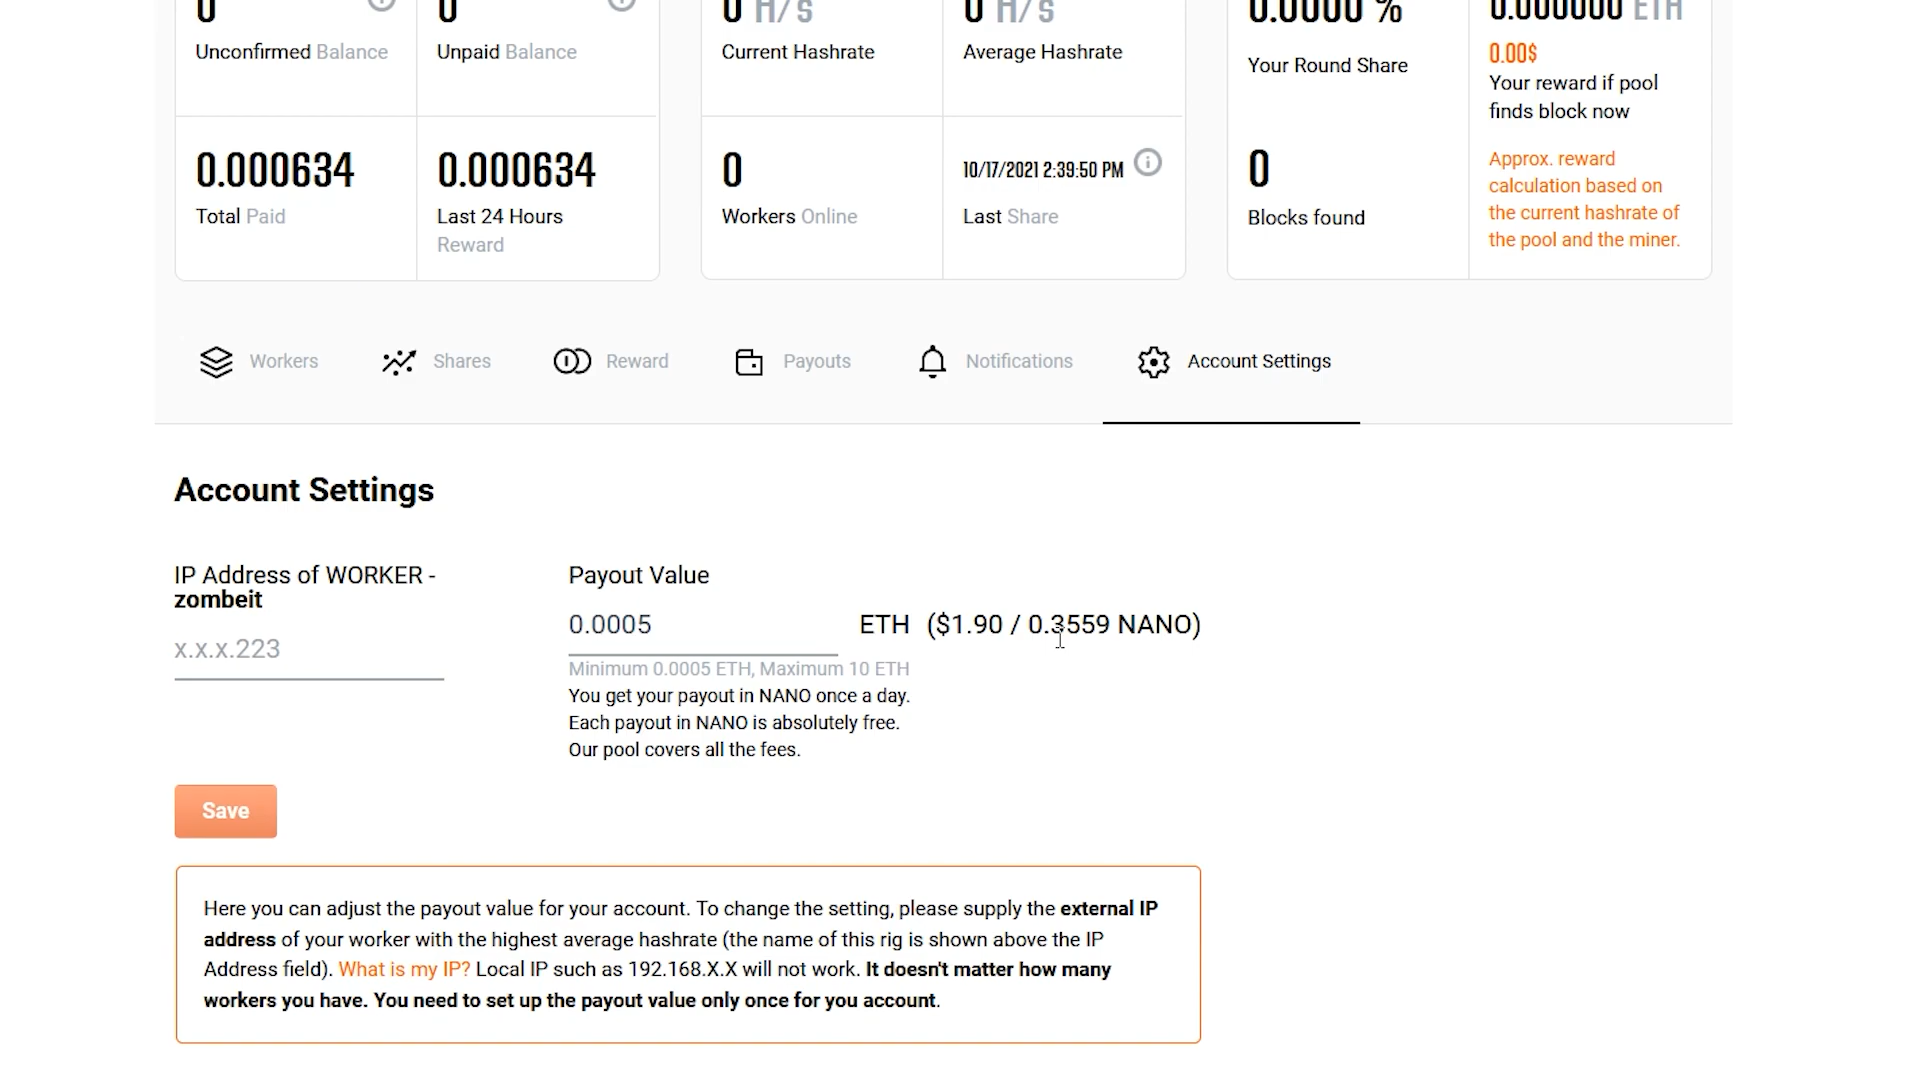 0
0
0 H/s
0 H/s
0.0000 %
0.000000 ETH
Unconfirmed Balance
Unpaid Balance
Current Hashrate
Average Hashrate
Your Round Share
0.00$
Your reward if pool
finds block now
0.000634
0.000634
0
10/17/2021 2:39:50 PM
0
Approx. reward
calculation based on
the current hashrate of
the pool and the miner.
Total Paid
Last 24 Hours
Reward
Workers Online
Last Share
Blocks found
Workers
Shares
Reward
Payouts
Notifications
Account Settings
Account Settings
IP Address of WORKER -
zombeit
x.x.x.223
Payout Value
0.0005
ETH ($1.90 / 0.3559 NANO)
Minimum 0.0005 ETH, Maximum 10 ETH
You get your payout in NANO once a day.
Each payout in NANO is absolutely free.
Our pool covers all the fees.
Save
Here you can adjust the payout value for your account. To change the setting, please supply the external IP
address of your worker with the highest average hashrate (the name of this rig is shown above the IP
Address field). What is my IP? Local IP such as 192.168.X.X will not work. It doesn't matter how many
workers you have. You need to set up the payout value only once for you account.